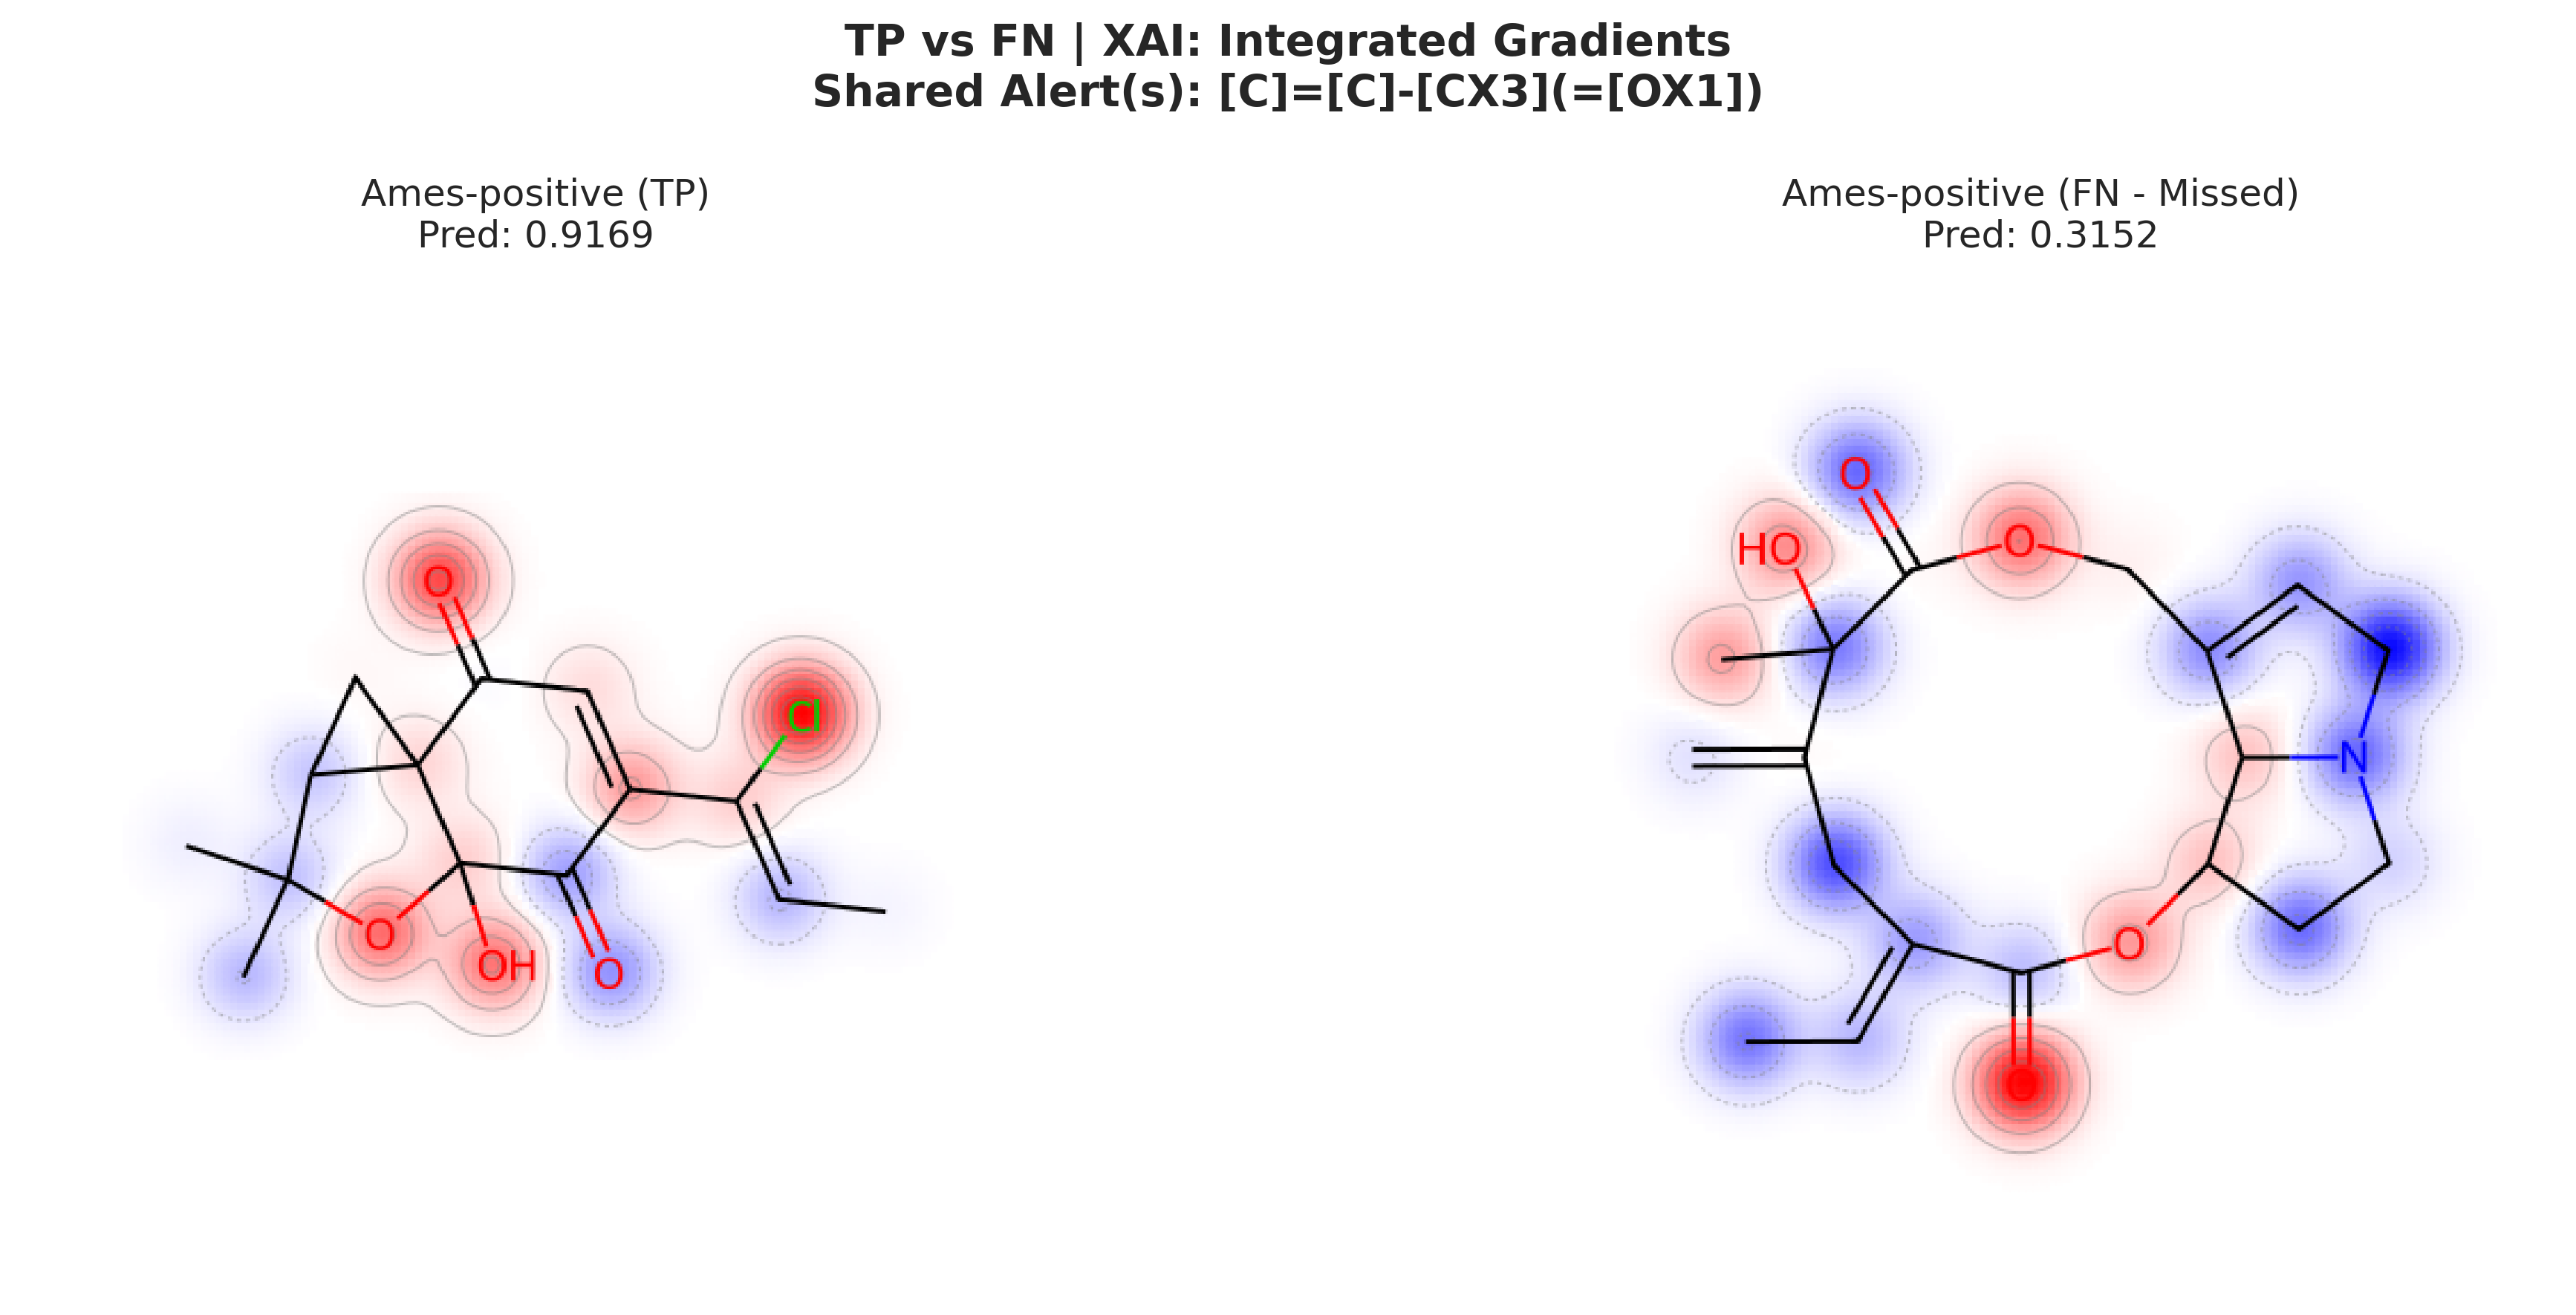 TP vs FN | XAI: Integrated Gradients
Shared Alert(s): [C]=[C]-[CX3](=[OX1])
Ames-positive (TP)
Pred: 0.9169
Ames-positive (FN - Missed)
Pred: 0.3152
O
Cl
O
OH
O
O
HO
O
N
O
O